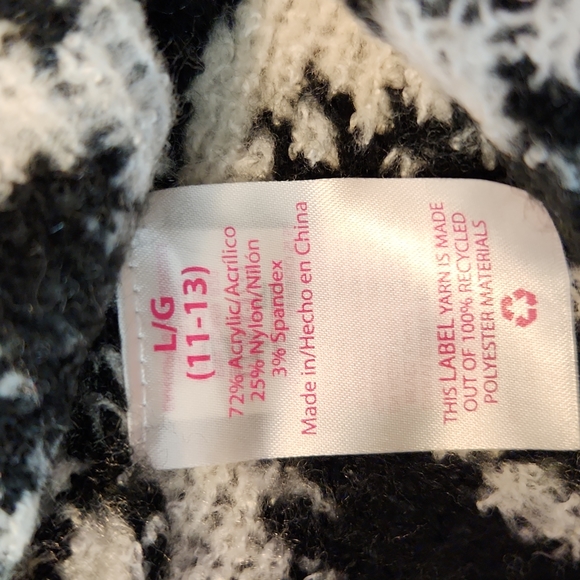 L/G
(11-13)
72% Acrylic/Acrílico
25% Nylon/Nilón
3% Spandex
Made in/Hecho en China
THIS LABEL YARN IS MADE
OUT OF 100% RECYCLED
POLYESTER MATERIALS